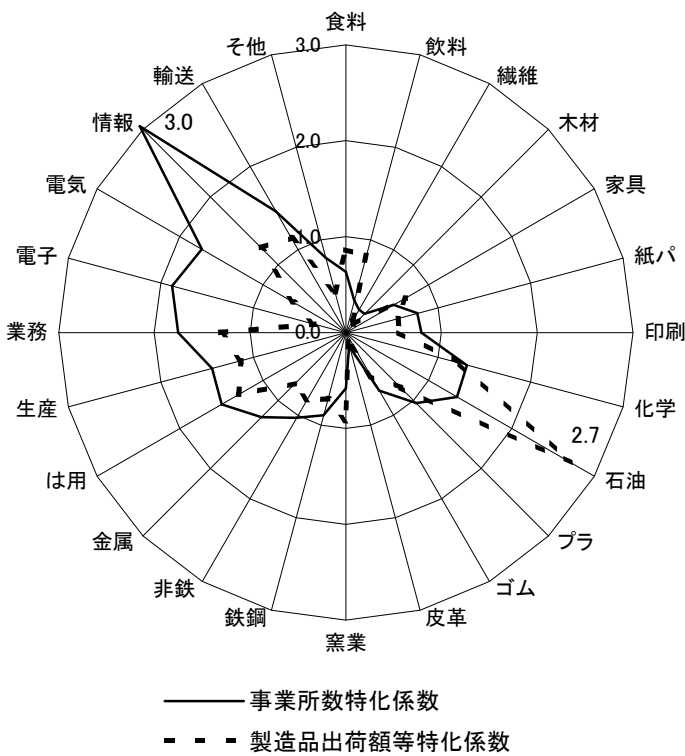 食料
3.0
そ他
飲料
輸送
繊維
情報
3.0
木材
2.0
電気
家具
電子
1.0
紙パ
業務
0.0
印刷
生産
化学
2.7
は用
石油
金属
プラ
非鉄
ゴム
鉄鋼
皮革
窯業
事業所数特化係数
製造品出荷額等特化係数